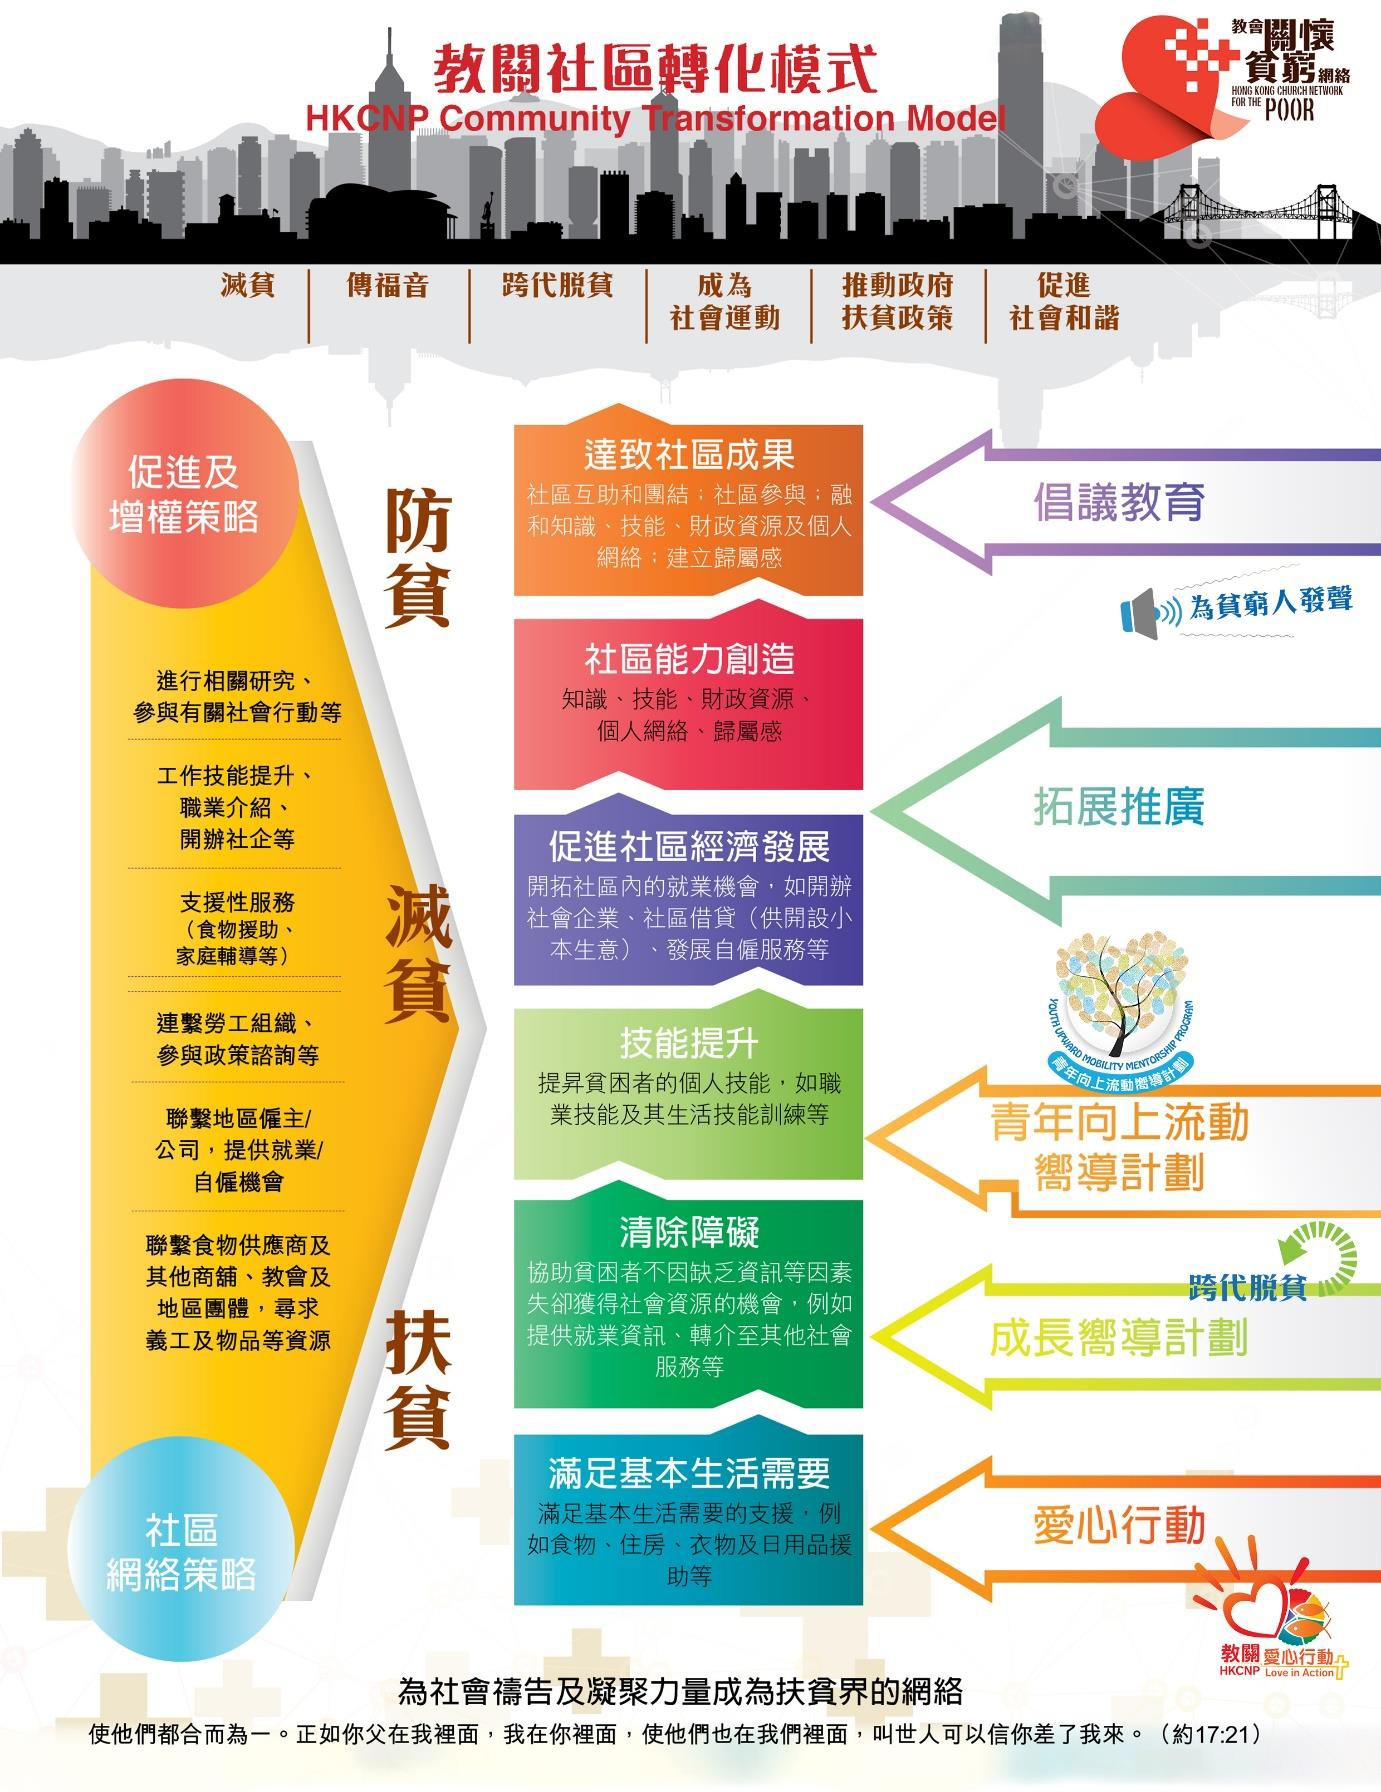 教關社區轉化模式
HKCNP Community Transformation Model
教會關懷
貧窮網絡
HONG KONG CHURCH NETWORK
FOR THE POOR
滅貧
傳福音
跨代脱貧
成為
社會運動
推動政府
扶貧政策
促進
社會和諧
促進及
增權策略
進行相關研究、
參與有關社會行動等
工作技能提升、
職業介紹、
開辦社企等
支援性服務
（食物援助、
家庭輔導等）
連繫勞工組織、
參與政策諮詢等
聯繫地區僱主/
公司，提供就業/
自僱機會
聯繫食物供應商及
其他商舖、教會及
地區團體，尋求
義工及物品等資源
社區
網絡策略
防貧
滅貧
扶貧
達致社區成果
社區互助和團結；社區參與；融
和知識、技能、財政資源及個人
網絡；建立歸屬感
社區能力創造
知識、技能、財政資源、
個人網絡、歸屬感
促進社區經濟發展
開拓社區內的就業機會，如開辦
社會企業、社區借貸（供開設小
本生意）、發展自僱服務等
技能提升
提昇貧困者的個人技能，如職
業技能及其生活技能訓練等
清除障礙
協助貧困者不因缺乏資訊等因素
失卻獲得社會資源的機會，例如
提供就業資訊、轉介至其他社會
服務等
滿足基本生活需要
滿足基本生活需要的支援，例
如食物、住房、衣物及日用品援
助等
倡議教育
為貧窮人發聲
拓展推廣
YOUTH UPWARD MOBILITY MENTORSHIP PROGRAM
青年向上流動嚮導計劃
青年向上流動
嚮導計劃
跨代脱貧
成長嚮導計劃
愛心行動
教關 愛心行動
HKCNP Love in Action
為社會禱告及凝聚力量成為扶貧界的網絡
使他們都合而為一。正如你父在我裡面，我在你裡面，使他們也在我們裡面，叫世人可以信你差了我來。（約17:21）